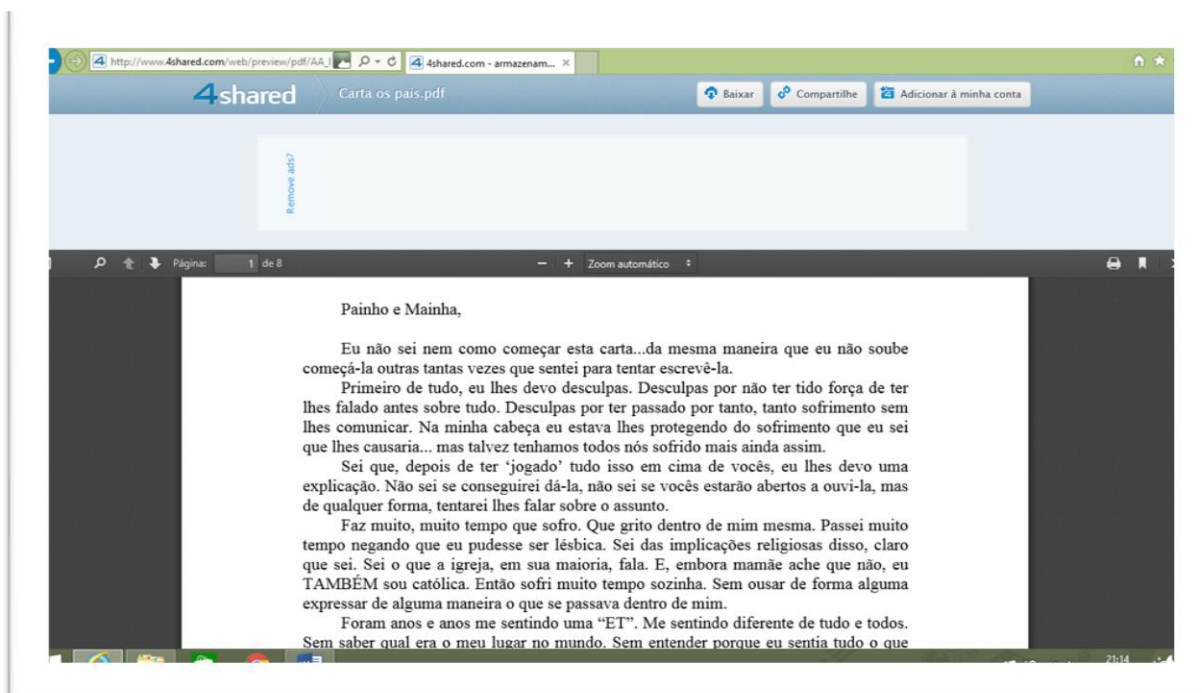 http://www.4shared.com/web/preview/pdf/AA_l
4shared.com - armazenam...
4shared
Carta os pais.pdf
Baixar
Compartilhe
Adicionar à minha conta
Remove ads?
Página: 1 de 8
Zoom automático
Painho e Mainha,
Eu não sei nem como começar esta carta...da mesma maneira que eu não soube
começá-la outras tantas vezes que sentei para tentar escrevê-la.
Primeiro de tudo, eu lhes devo desculpas. Desculpas por não ter tido força de ter
lhes falado antes sobre tudo. Desculpas por ter passado por tanto, tanto sofrimento sem
lhes comunicar. Na minha cabeça eu estava lhes protegendo do sofrimento que eu sei
que lhes causaria... mas talvez tenhamos todos nós sofrido mais ainda assim.
Sei que, depois de ter ‘jogado’ tudo isso em cima de vocês, eu lhes devo uma
explicação. Não sei se conseguirei dá-la, não sei se vocês estarão abertos a ouvi-la, mas
de qualquer forma, tentarei lhes falar sobre o assunto.
Faz muito, muito tempo que sofro. Que grito dentro de mim mesma. Passei muito
tempo negando que eu pudesse ser lésbica. Sei das implicações religiosas disso, claro
que sei. Sei o que a igreja, em sua maioria, fala. E, embora mamãe ache que não, eu
TAMBÉM sou católica. Então sofri muito tempo sozinha. Sem ousar de forma alguma
expressar de alguma maneira o que se passava dentro de mim.
Foram anos e anos me sentindo uma “ET”. Me sentindo diferente de tudo e todos.
Sem saber qual era o meu lugar no mundo. Sem entender porque eu sentia tudo o que
21:14